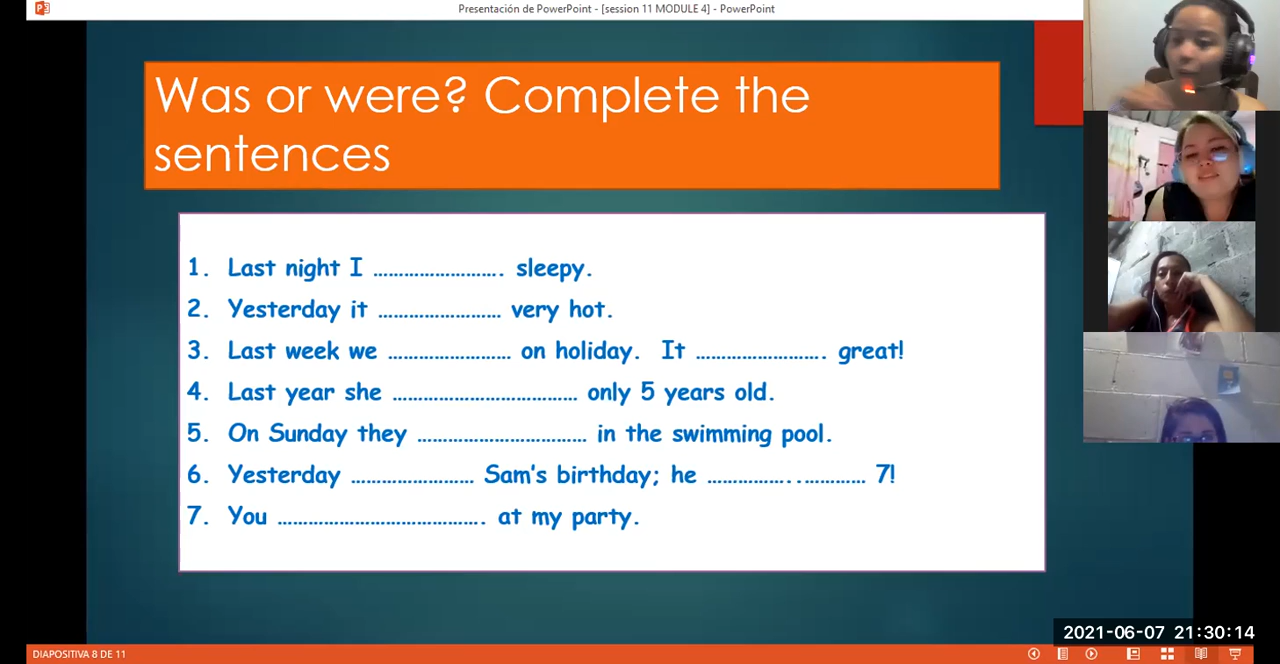 Presentación de PowerPoint - [session 11 MODULE 4] - PowerPoint
Was or were? Complete the
sentences
1. Last night I ……………………. sleepy.
2. Yesterday it …………………… very hot.
3. Last week we …………………… on holiday. It ……………………. great!
4. Last year she ……………………………… only 5 years old.
5. On Sunday they …………………………… in the swimming pool.
6. Yesterday …………………… Sam's birthday; he ……………..………… 7!
7. You …………………………………. at my party.
2021-06-07 21:30:14
DIAPOSITIVA 8 DE 11